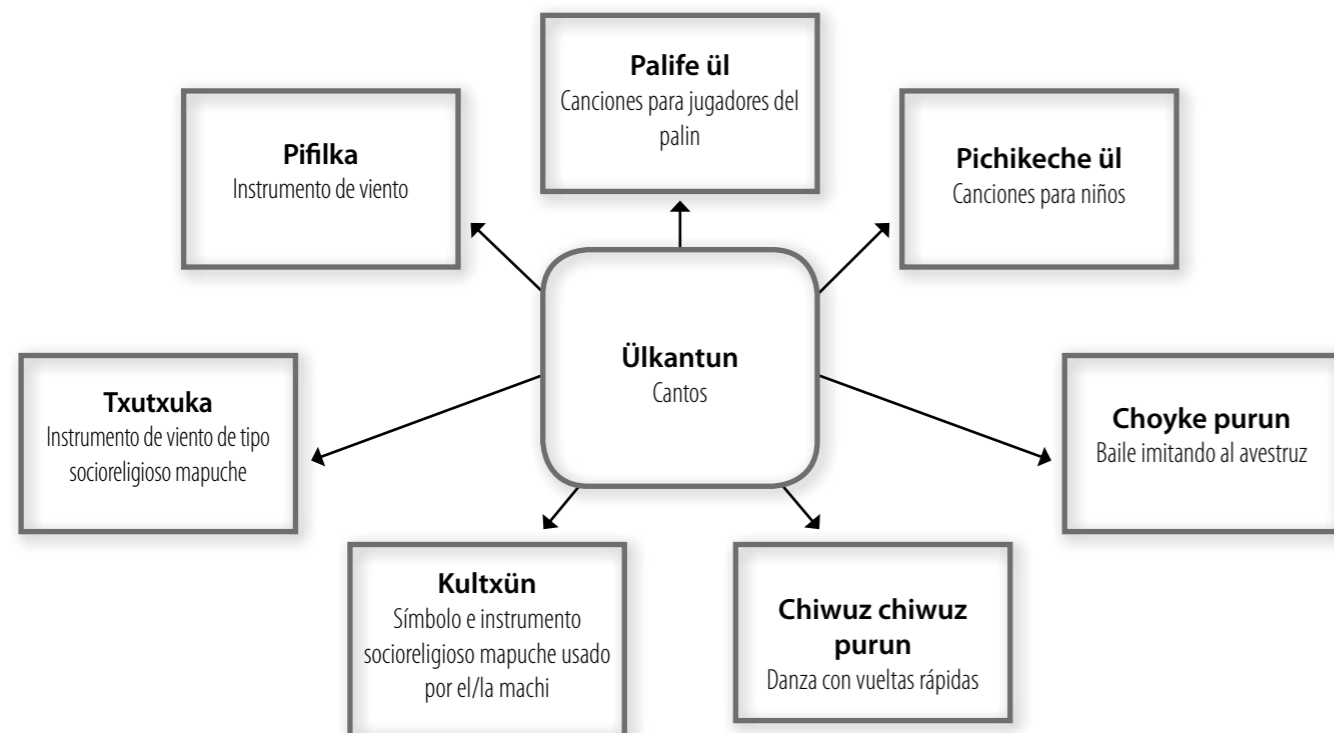 Palife ül
Canciones para jugadores del
palin
Pifilka
Instrumento de viento
Pichikeche ül
Canciones para niños
Ülkantun
Cantos
Txutxuka
Instrumento de viento de tipo
socioreligioso mapuche
Choyke purun
Baile imitando al avestruz
Kultxün
Símbolo e instrumento
socioreligioso mapuche usado
por el/la machi
Chiwuz chiwuz
purun
Danza con vueltas rápidas